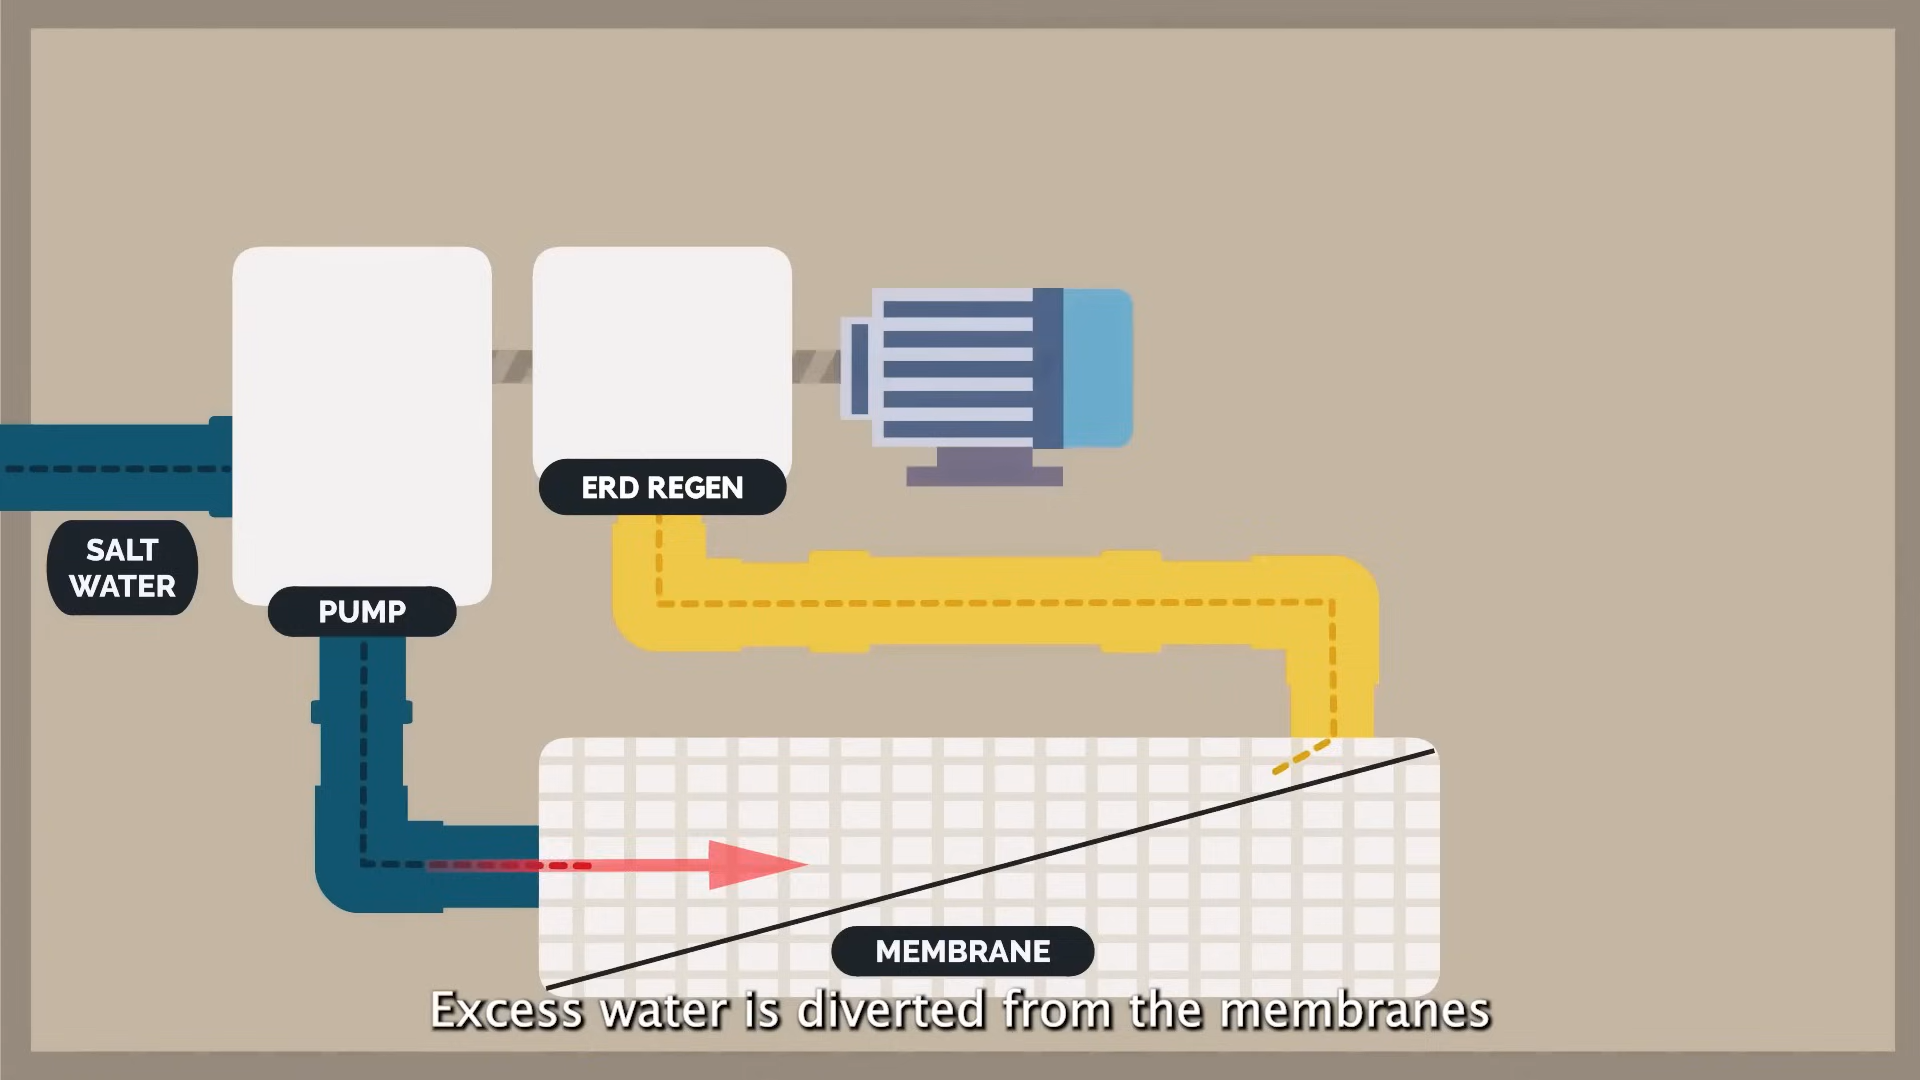 ERD REGEN
SALT
WATER
PUMP
MEMBRANE
Excess water is diverted from the membranes